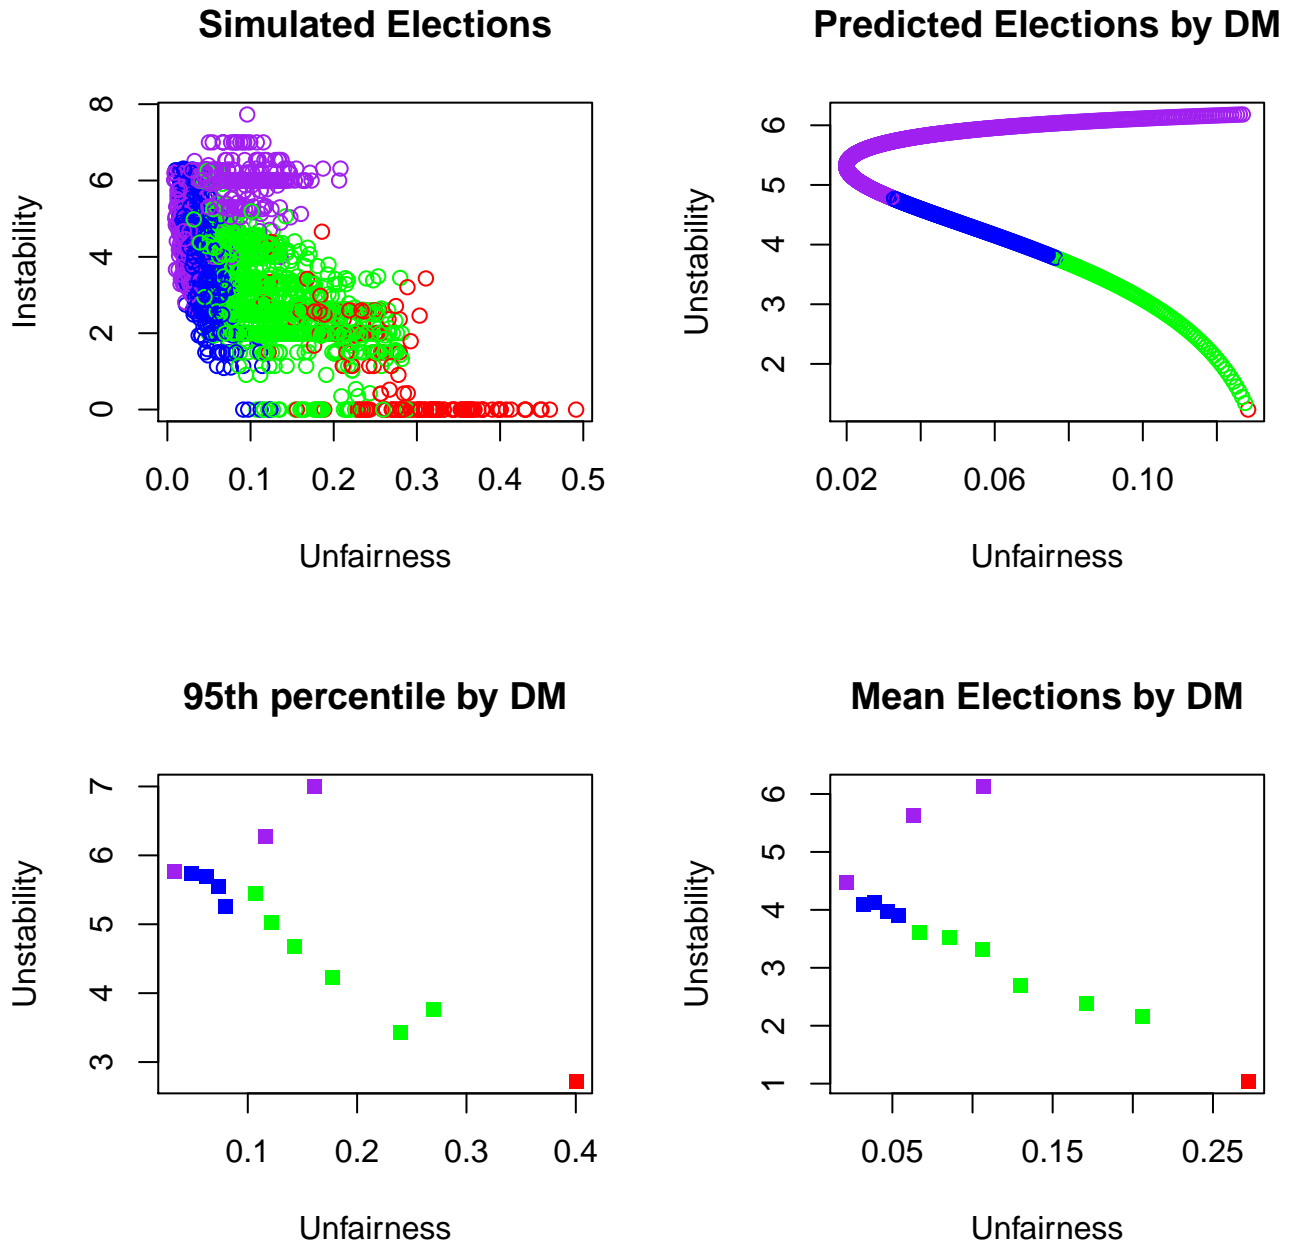 Simulated Elections
Instability
8
6
4
2
0
0.0 0.1 0.2 0.3 0.4 0.5
Unfairness
Predicted Elections by DM
Unstability
6
5
4
3
2
0.02 0.06 0.10
Unfairness
95th percentile by DM
Unstability
7
6
5
4
3
0.1 0.2 0.3 0.4
Unfairness
Mean Elections by DM
Unstability
6
5
4
3
2
1
0.05 0.15 0.25
Unfairness